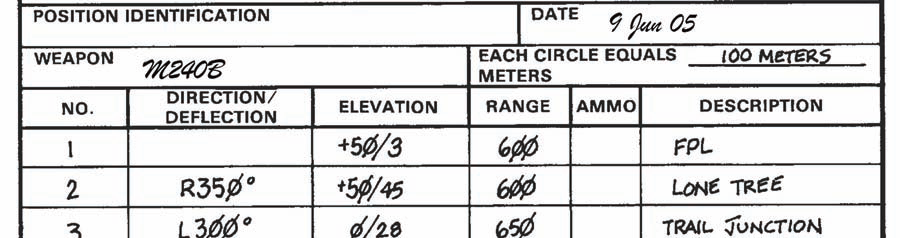 POSITION IDENTIFICATION DATE 9 Jun 05
WEAPON M240B EACH CIRCLE EQUALS 100 METERS METERS
NO. DIRECTION/DEFLECTION ELEVATION RANGE AMMO DESCRIPTION
1 +5Ø/3 6ØØ FPL
2 R35Ø° +5Ø/45 6ØØ LONE TREE
3 L3ØØ° Ø/28 65Ø TRAIL JUNCTION